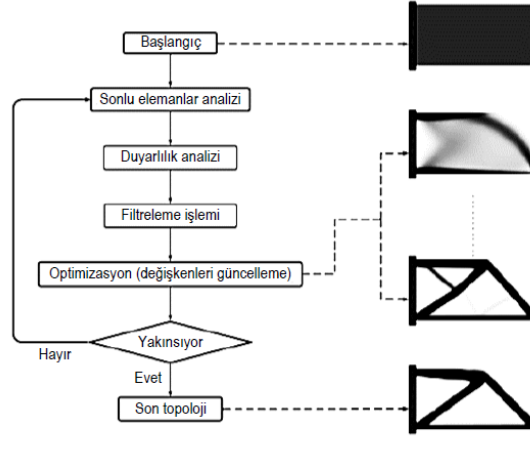 Başlangıç
Sonlu elemanlar analizi
Duyarlılık analizi
Filtreleme işlemi
Optimizasyon (değişkenleri güncelleme)
Yakınsıyor
Hayır
Evet
Son topoloji